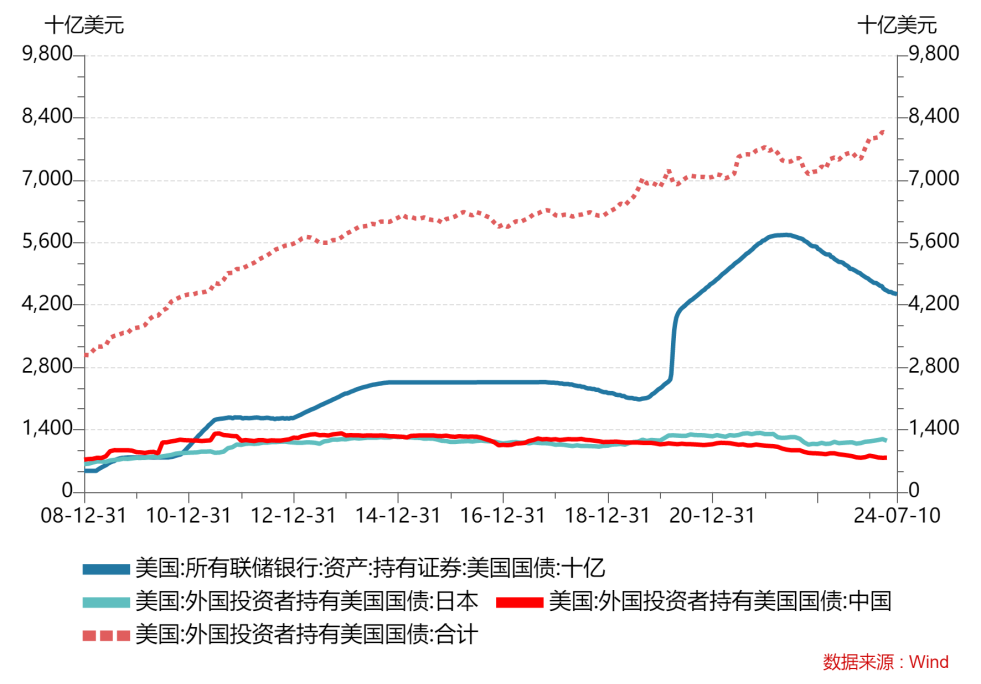 十亿美元 十亿美元
9,800 9,800
8,400 8,400
7,000 7,000
5,600 5,600
4,200 4,200
2,800 2,800
1,400 1,400
0 0
08-12-31 10-12-31 12-12-31 14-12-31 16-12-31 18-12-31 20-12-31 24-07-10
美国:所有联储银行:资产:持有证券:美国国债:十亿
美国:外国投资者持有美国国债:日本 美国:外国投资者持有美国国债:中国
美国:外国投资者持有美国国债:合计
数据来源：Wind